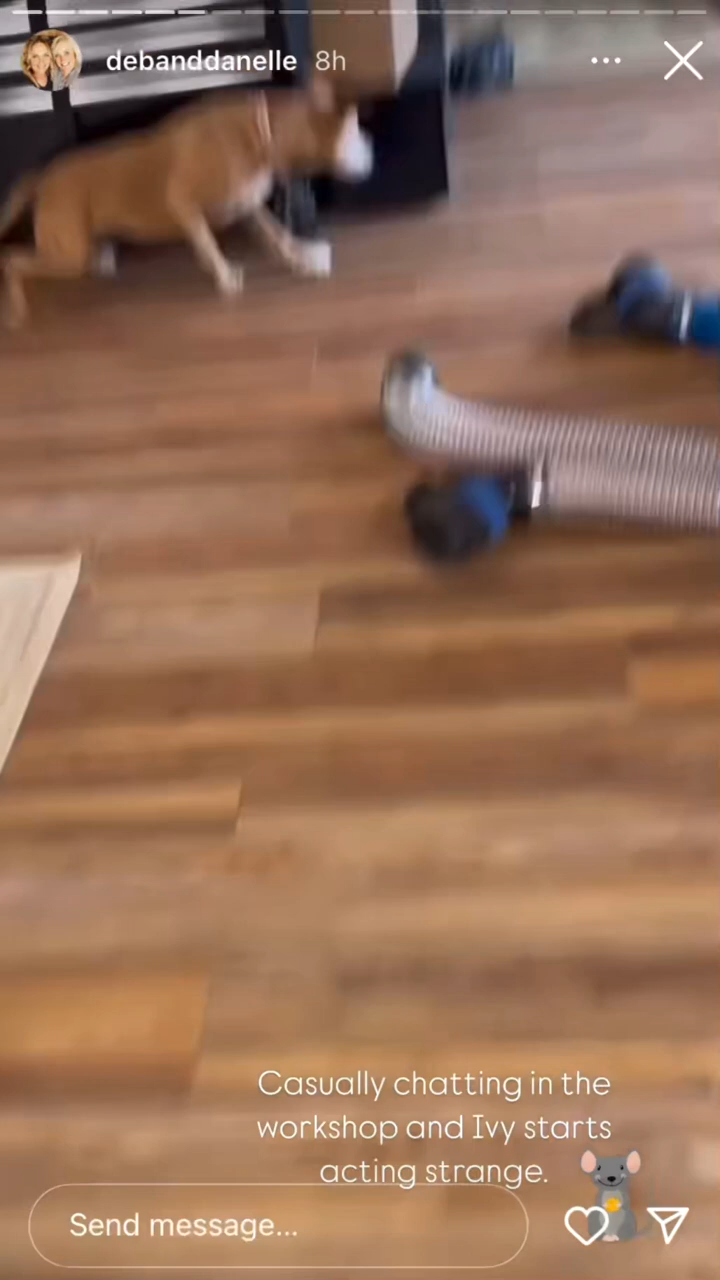 debanddanelle 8h
Casually chatting in the
workshop and Ivy starts
acting strange.
Send message...